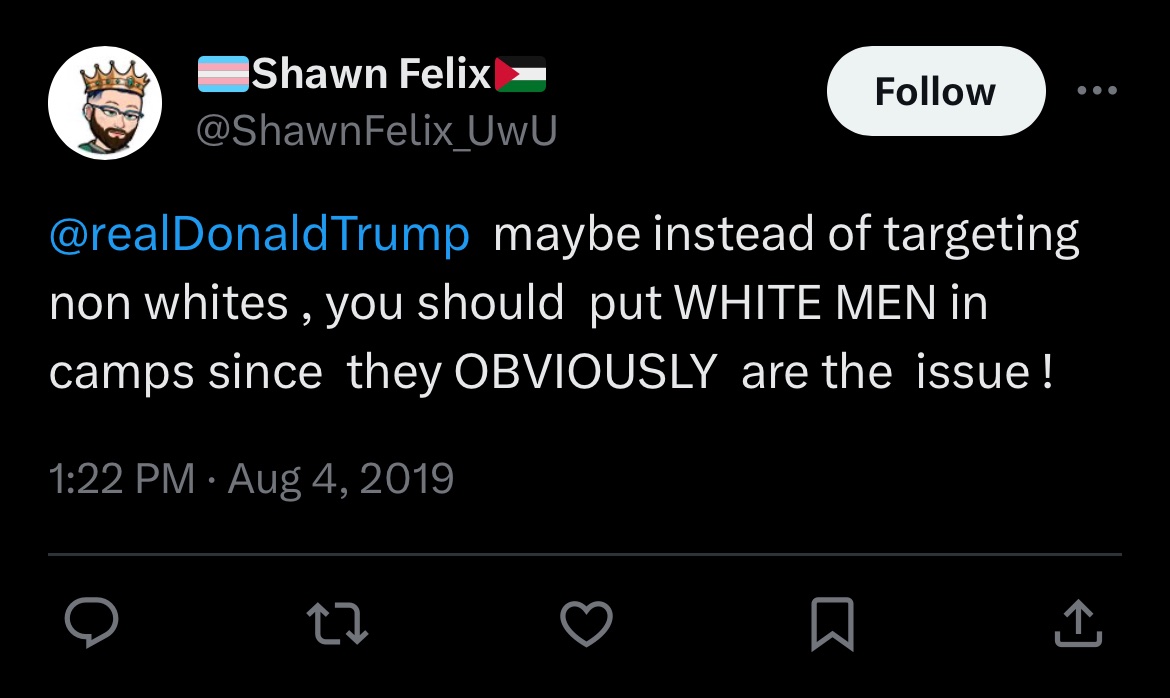 Shawn Felix
Follow
@ShawnFelix_UwU
@realDonaldTrump maybe instead of targeting
non whites , you should put WHITE MEN in
camps since they OBVIOUSLY are the issue !
1:22 PM · Aug 4, 2019